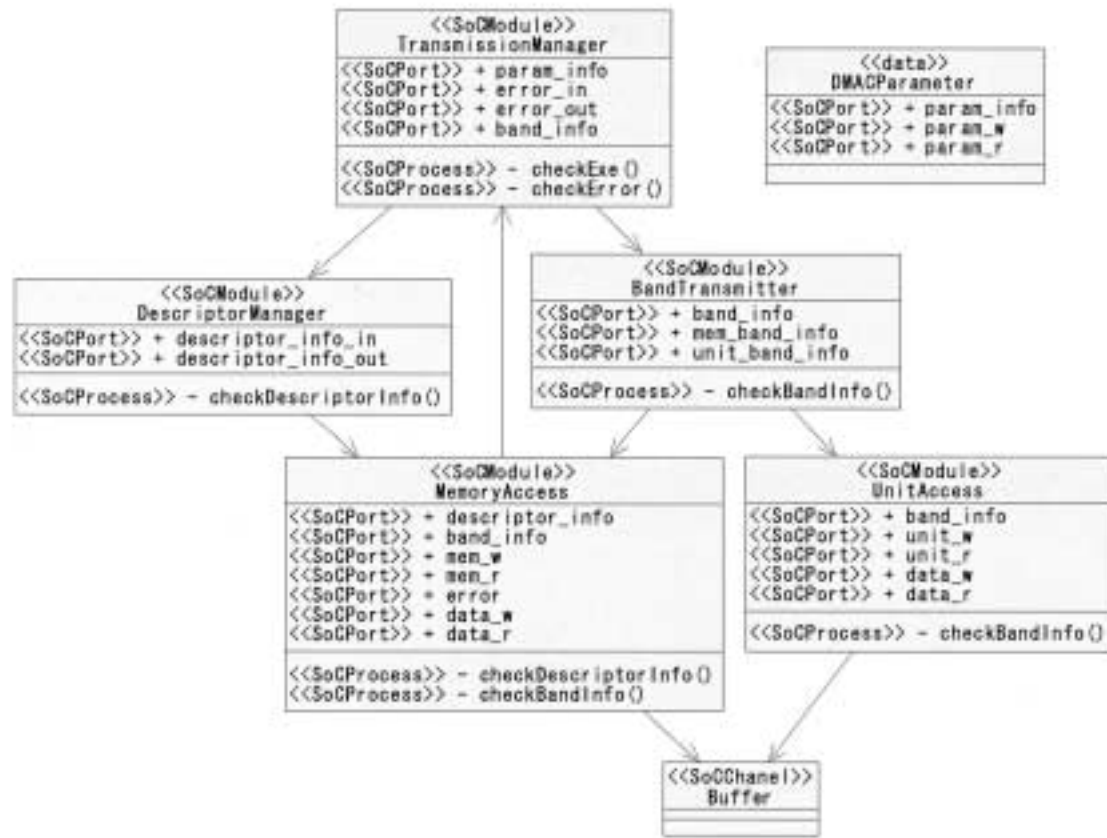 <<SoCModule>>
TransmissionManager
<<SoCPort>> + param_info
<<SoCPort>> + error_in
<<SoCPort>> + error_out
<<SoCPort>> + band_info
<<SoCProcess>> - checkExe()
<<SoCProcess>> - checkError()
<<data>>
DMACParameter
<<SoCPort>> + param_info
<<SoCPort>> + param_w
<<SoCPort>> + param_r
<<SoCModule>>
DescriptorManager
<<SoCPort>> + descriptor_info_in
<<SoCPort>> + descriptor_info_out
<<SoCProcess>> - checkDescriptorInfo()
<<SoCModule>>
BandTransmitter
<<SoCPort>> + band_info
<<SoCPort>> + mem_band_info
<<SoCPort>> + unit_band_info
<<SoCProcess>> - checkBandInfo()
<<SoCModule>>
MemoryAccess
<<SoCPort>> + descriptor_info
<<SoCPort>> + band_info
<<SoCPort>> + mem_w
<<SoCPort>> + mem_r
<<SoCPort>> + error
<<SoCPort>> + data_w
<<SoCPort>> + data_r
<<SoCProcess>> - checkDescriptorInfo()
<<SoCProcess>> - checkBandInfo()
<<SoCModule>>
UnitAccess
<<SoCPort>> + band_info
<<SoCPort>> + unit_w
<<SoCPort>> + unit_r
<<SoCPort>> + data_w
<<SoCPort>> + data_r
<<SoCProcess>> - checkBandInfo()
<<SoCChanel>>
Buffer